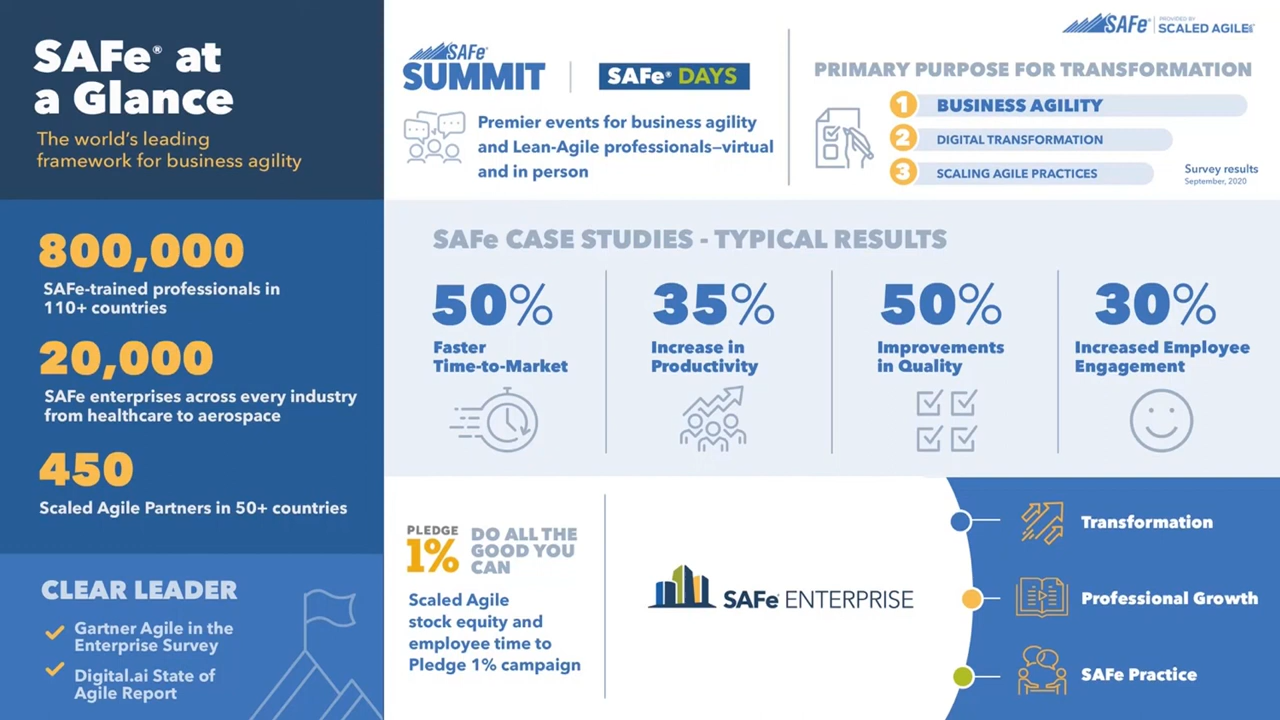 SAFe® at
a Glance
The world's leading
framework for business agility
800,000
SAFe-trained professionals in
110+ countries
20,000
SAFe enterprises across every industry
from healthcare to aerospace
450
Scaled Agile Partners in 50+ countries
CLEAR LEADER
Gartner Agile in the
Enterprise Survey
Digital.ai State of
Agile Report
SAFe®
SUMMIT
SAFe® DAYS
Premier events for business agility
and Lean-Agile professionals—virtual
and in person
SAFe® PROVIDED BY
SCALED AGILE
PRIMARY PURPOSE FOR TRANSFORMATION
1 BUSINESS AGILITY
2 DIGITAL TRANSFORMATION
3 SCALING AGILE PRACTICES
Survey results
September, 2020
SAFe CASE STUDIES - TYPICAL RESULTS
50%
Faster
Time-to-Market
35%
Increase in
Productivity
50%
Improvements
in Quality
30%
Increased Employee
Engagement
PLEDGE
1%
DO ALL THE
GOOD YOU
CAN
Scaled Agile
stock equity and
employee time to
Pledge 1% campaign
SAFe® ENTERPRISE
Transformation
Professional Growth
SAFe Practice